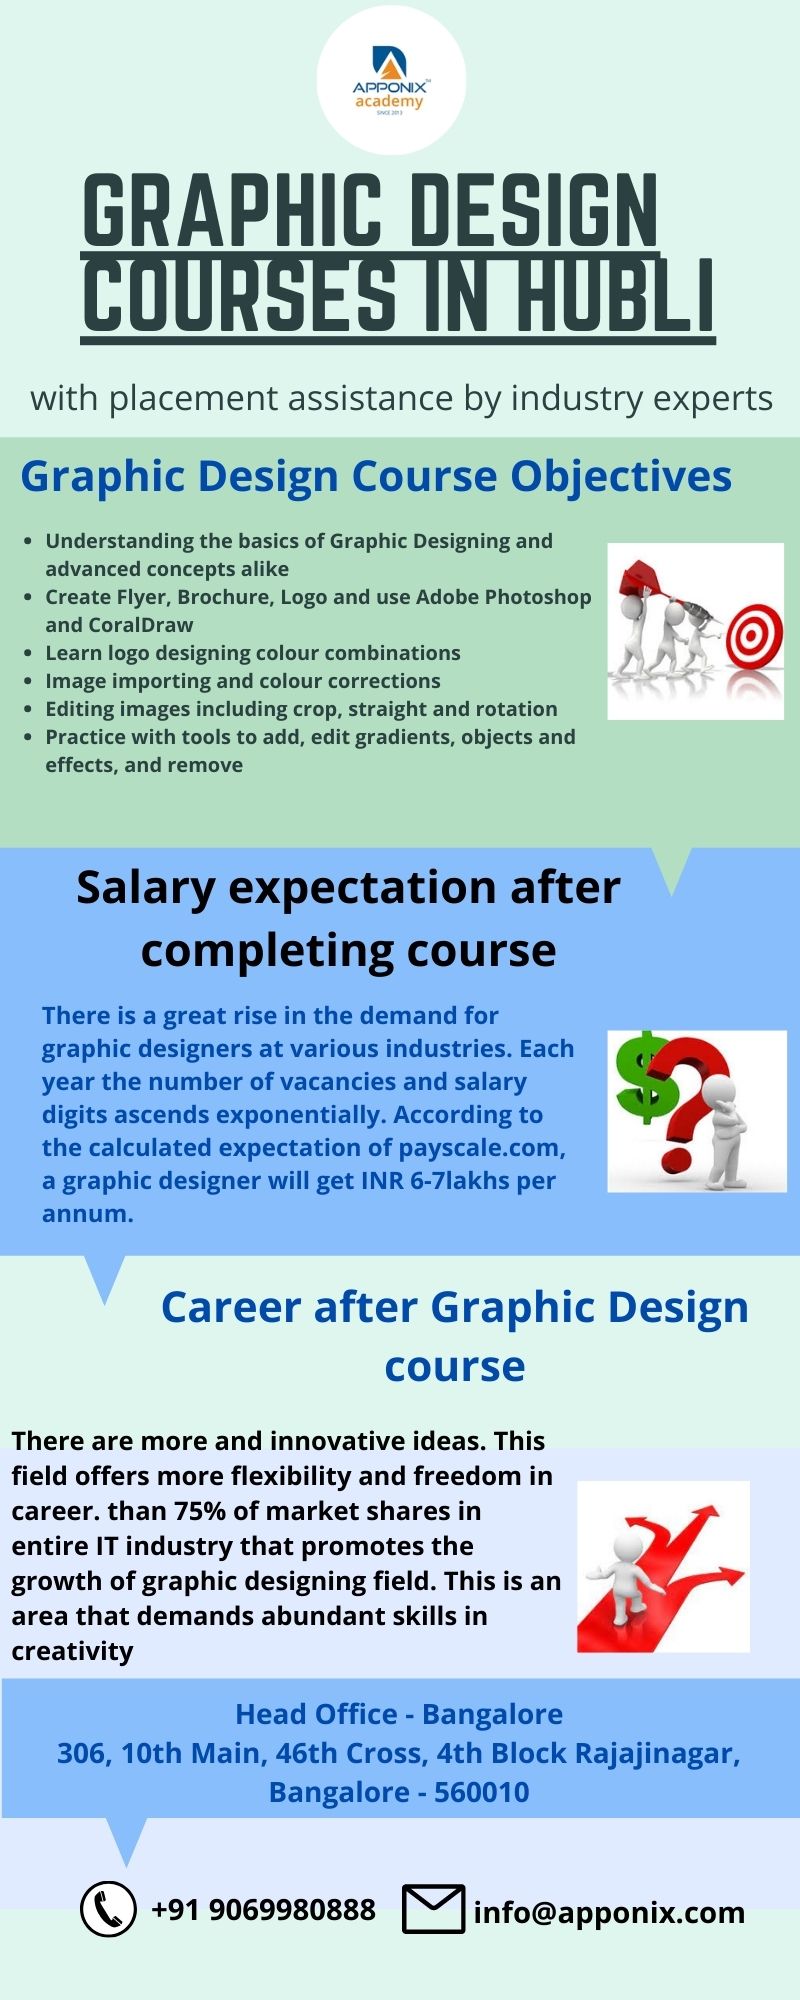 APPONIX™
academy
SINCE 2013
GRAPHIC DESIGN
COURSES IN HUBLI
with placement assistance by industry experts
Graphic Design Course Objectives
• Understanding the basics of Graphic Designing and
advanced concepts alike
• Create Flyer, Brochure, Logo and use Adobe Photoshop
and CoralDraw
• Learn logo designing colour combinations
• Image importing and colour corrections
• Editing images including crop, straight and rotation
• Practice with tools to add, edit gradients, objects and
effects, and remove
Salary expectation after
completing course
There is a great rise in the demand for
graphic designers at various industries. Each
year the number of vacancies and salary
digits ascends exponentially. According to
the calculated expectation of payscale.com,
a graphic designer will get INR 6-7lakhs per
annum.
Career after Graphic Design
course
There are more and innovative ideas. This
field offers more flexibility and freedom in
career. than 75% of market shares in
entire IT industry that promotes the
growth of graphic designing field. This is an
area that demands abundant skills in
creativity
Head Office - Bangalore
306, 10th Main, 46th Cross, 4th Block Rajajinagar,
Bangalore - 560010
+91 9069980888
info@apponix.com